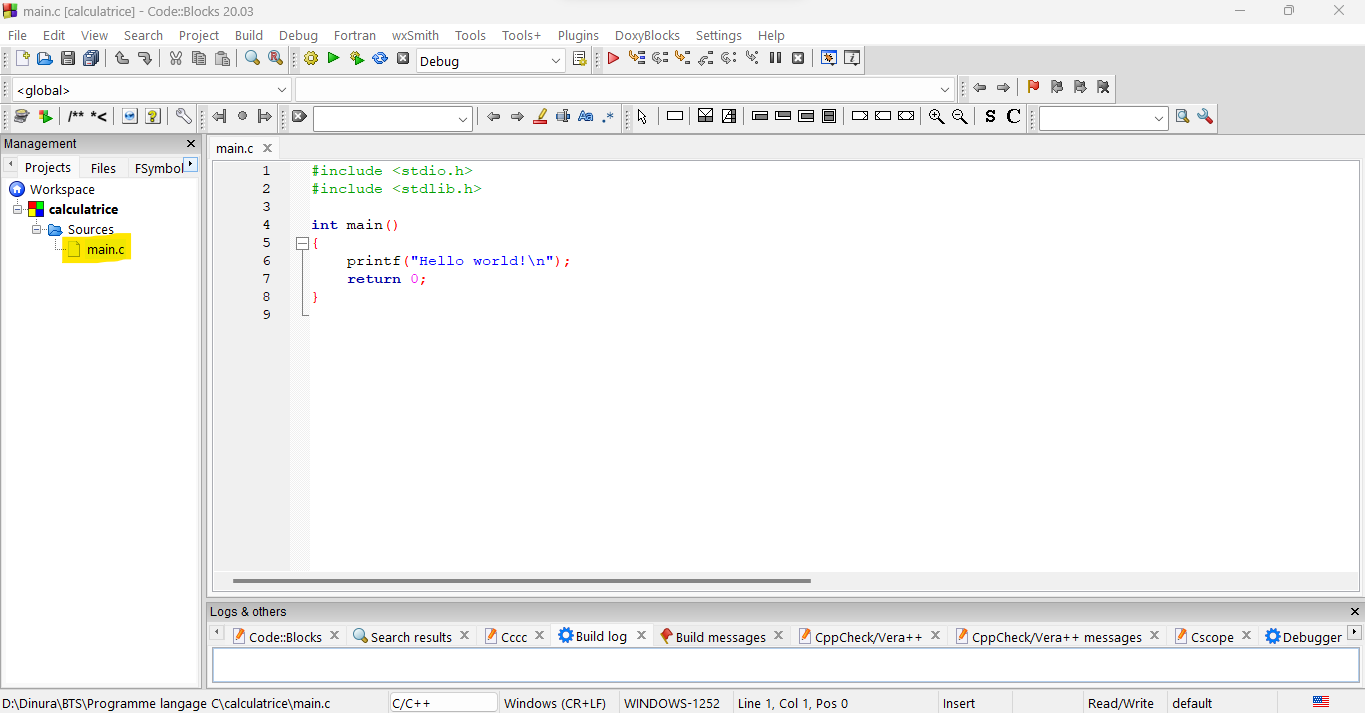 main.c [calculatrice] - Code::Blocks 20.03
File Edit View Search Project Build Debug Fortran wxSmith Tools Tools+ Plugins DoxyBlocks Settings Help
Debug
<global>
/** *<
Aa .*
S C
Management
Projects Files FSymbol
Workspace
calculatrice
Sources
main.c
main.c
1 #include <stdio.h>
2 #include <stdlib.h>
3
4 int main()
5 {
6 printf("Hello world!\n");
7 return 0;
8 }
9
Logs & others
Code::Blocks Search results Cccc Build log Build messages CppCheck/Vera++ CppCheck/Vera++ messages Cscope Debugger
D:\Dinura\BTS\Programme langage C\calculatrice\main.c C/C++ Windows (CR+LF) WINDOWS-1252 Line 1, Col 1, Pos 0 Insert Read/Write default